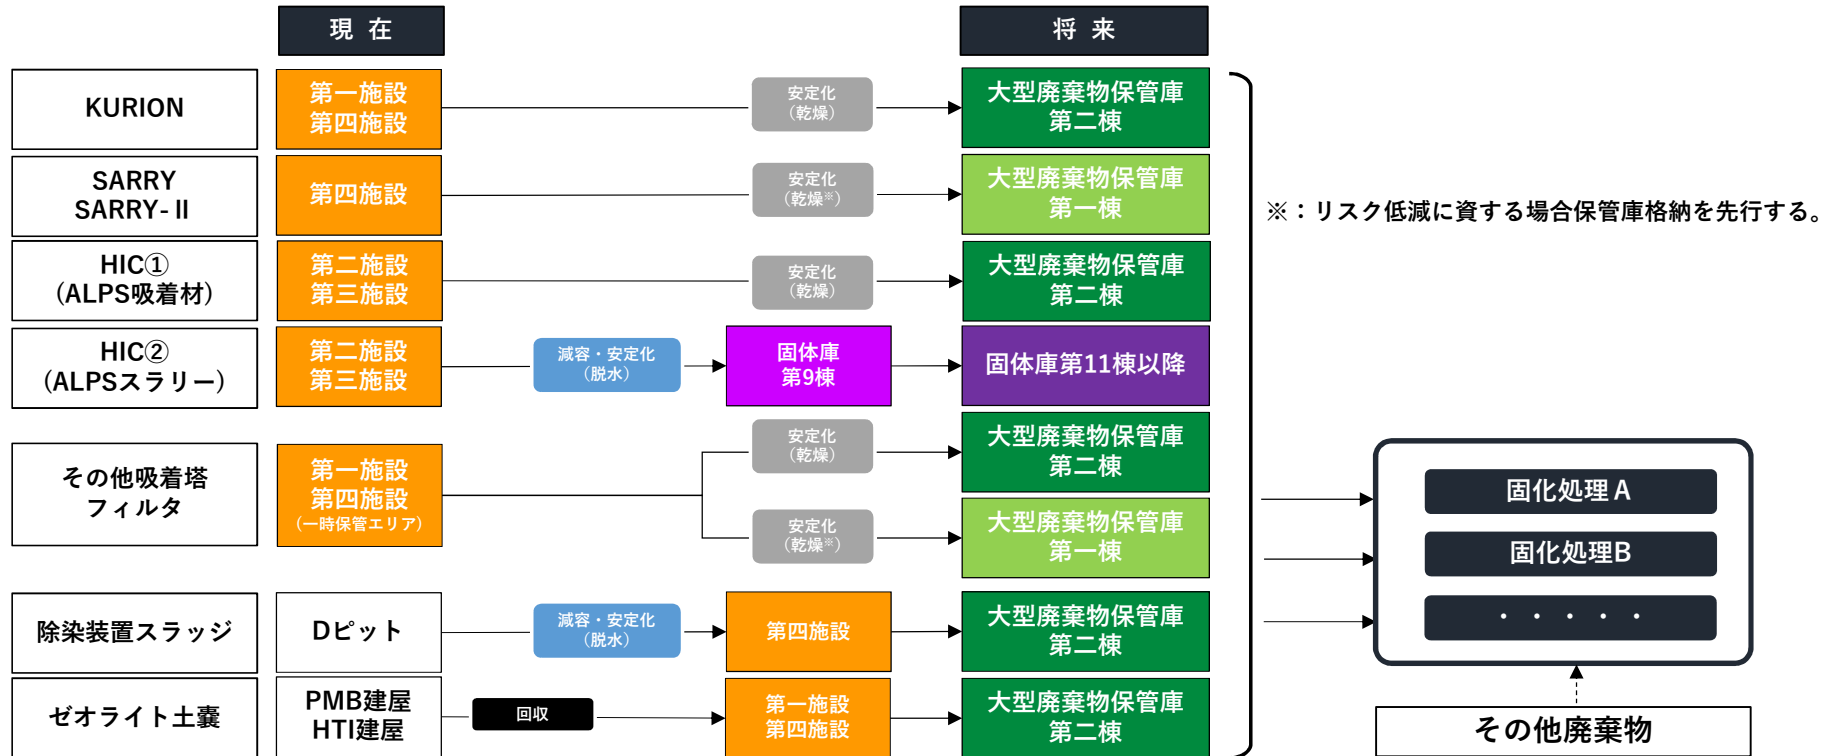 現 在
将 来
KURION
第一施設
第四施設
安定化
（乾燥）
大型廃棄物保管庫
第二棟
SARRY
SARRY-Ⅱ
第四施設
安定化
（乾燥※）
大型廃棄物保管庫
第一棟
※：リスク低減に資する場合保管庫格納を先行する。
HIC①
(ALPS吸着材)
第二施設
第三施設
安定化
（乾燥）
大型廃棄物保管庫
第二棟
HIC②
(ALPSスラリー)
第二施設
第三施設
減容・安定化
（脱水）
固体庫
第9棟
固体庫第11棟以降
その他吸着塔
フィルタ
第一施設
第四施設
（一時保管エリア）
安定化
（乾燥）
大型廃棄物保管庫
第二棟
安定化
（乾燥※）
大型廃棄物保管庫
第一棟
固化処理A
固化処理B
・・・・・
除染装置スラッジ
Dピット
減容・安定化
（脱水）
第四施設
大型廃棄物保管庫
第二棟
ゼオライト土嚢
PMB建屋
HTI建屋
回収
第一施設
第四施設
大型廃棄物保管庫
第二棟
その他廃棄物